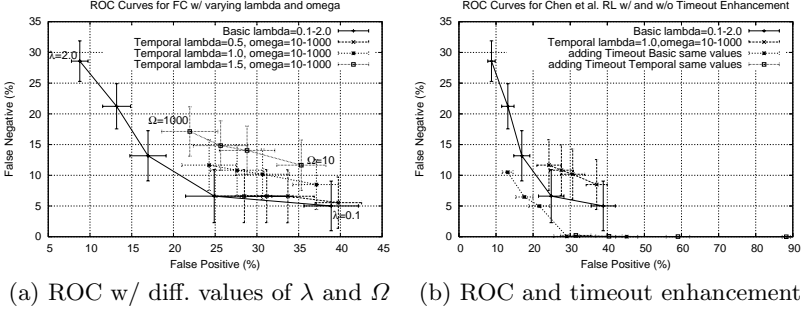 ROC Curves for FC w/ varying lambda and omega
False Negative (%)
35
30
25
20
15
10
5
0
5 10 15 20 25 30 35 40 45
False Positive (%)
Basic lambda=0.1-2.0
Temporal lambda=0.5, omega=10-1000
Temporal lambda=1.0, omega=10-1000
Temporal lambda=1.5, omega=10-1000
λ=2.0
Ω=1000
Ω=10
λ=0.1
(a) ROC w/ diff. values of λ and Ω
ROC Curves for Chen et al. RL w/ and w/o Timeout Enhancement
False Negative (%)
35
30
25
20
15
10
5
0
0 10 20 30 40 50 60 70 80 90
False Positive (%)
Basic lambda=0.1-2.0
Temporal lambda=1.0,omega=10-1000
adding Timeout Basic same values
adding Timeout Temporal same values
(b) ROC and timeout enhancement